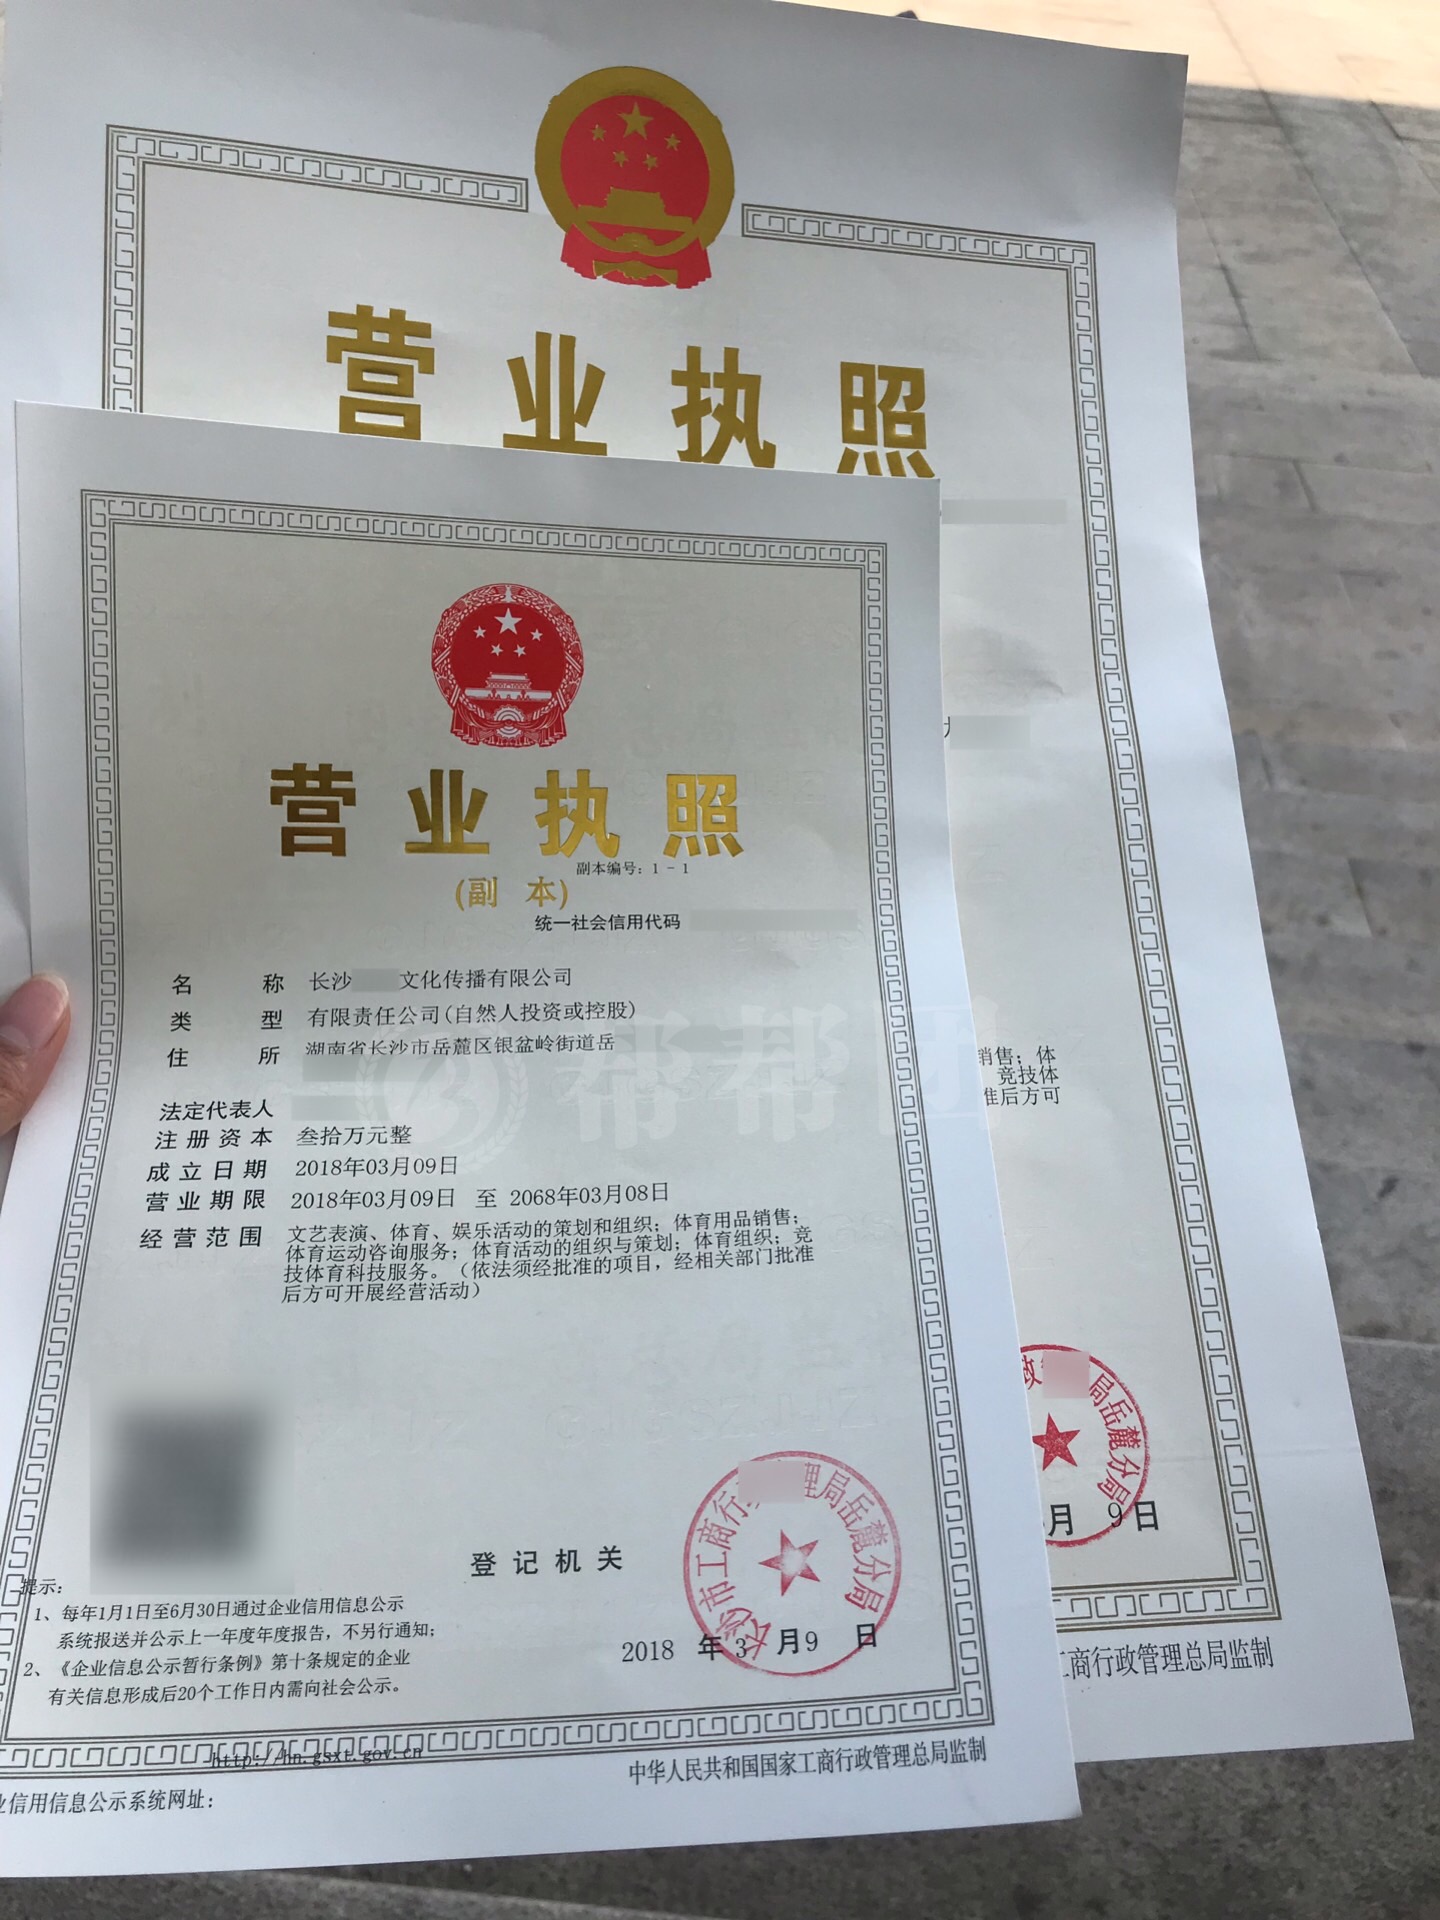 营业执照
销售；体
竞技体
准后方可
局岳麓分局
月 9日
工商行政管理总局监制
营业执照
副本编号：1-1
(副 本)
统一社会信用代码
名 称 长沙 文化传播有限公司
类 型 有限责任公司(自然人投资或控股)
住 所 湖南省长沙市岳麓区银盆岭街道岳
帮帮团
法定代表人
注册资本 叁拾万元整
成立日期 2018年03月09日
营业期限 2018年03月09日 至 2068年03月08日
经营范围 文艺表演、体育、娱乐活动的策划和组织；体育用品销售；
体育运动咨询服务；体育活动的组织与策划；体育组织；竞
技体育科技服务。（依法须经批准的项目，经相关部门批准
后方可开展经营活动）
长沙市工商行 理局岳麓分局
登记机关
2018 年 3 月 9 日
提示：
1、每年1月1日至6月30日通过企业信用信息公示
系统报送并公示上一年度年度报告，不另行通知；
2、《企业信息公示暂行条例》第十条规定的企业
有关信息形成后20个工作日内需向社会公示。
http://hn.gsxt.gov.cn
业信用信息公示系统网址：
中华人民共和国国家工商行政管理总局监制